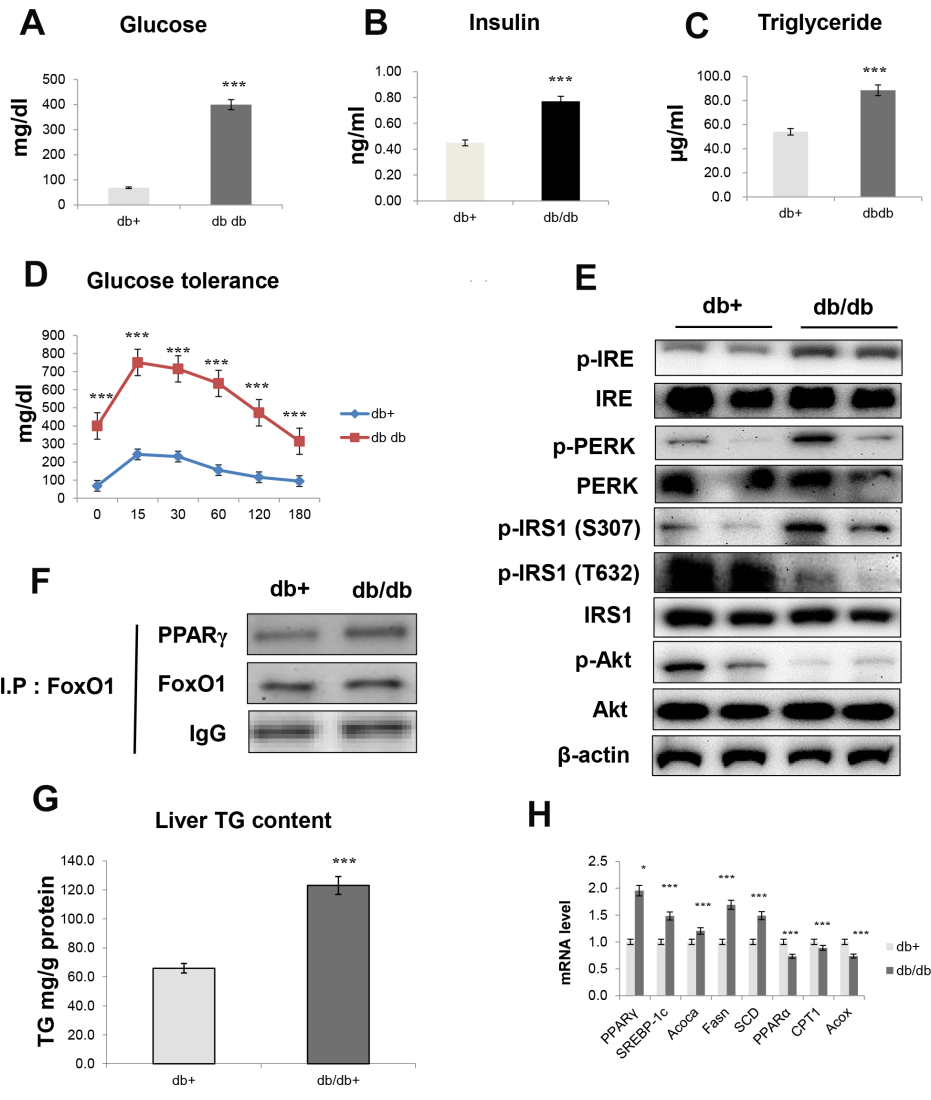 A
Glucose
mg/dl
500
400
300
200
100
0
***
db+
db db
B
Insulin
ng/ml
1.00
0.80
0.60
0.40
0.20
0.00
***
db+
db/db
C
Triglyceride
µg/ml
100.0
80.0
60.0
40.0
20.0
0.0
***
db+
dbdb
D
Glucose tolerance
mg/dl
900
800
700
600
500
400
300
200
100
0
***
***
***
***
***
***
0 15 30 60 120 180
db+
db db
E
db+ db/db
p-IRE
IRE
p-PERK
PERK
p-IRS1 (S307)
p-IRS1 (T632)
IRS1
p-Akt
Akt
β-actin
F
db+ db/db
I.P : FoxO1
PPARγ
FoxO1
IgG
G
Liver TG content
TG mg/g protein
140.0
120.0
100.0
80.0
60.0
40.0
20.0
0.0
***
db+
db/db+
H
mRNA level
2.5
2.0
1.5
1.0
0.5
0.0
*
***
***
***
***
***
***
***
PPARγ
SREBP-1c
Acoca
Fasn
SCD
PPARα
CPT1
Acox
db+
db/db